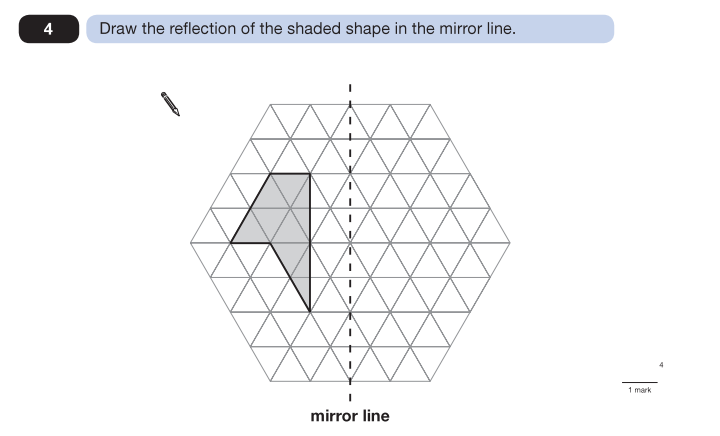 4
Draw the reflection of the shaded shape in the mirror line.
4
1 mark
mirror line